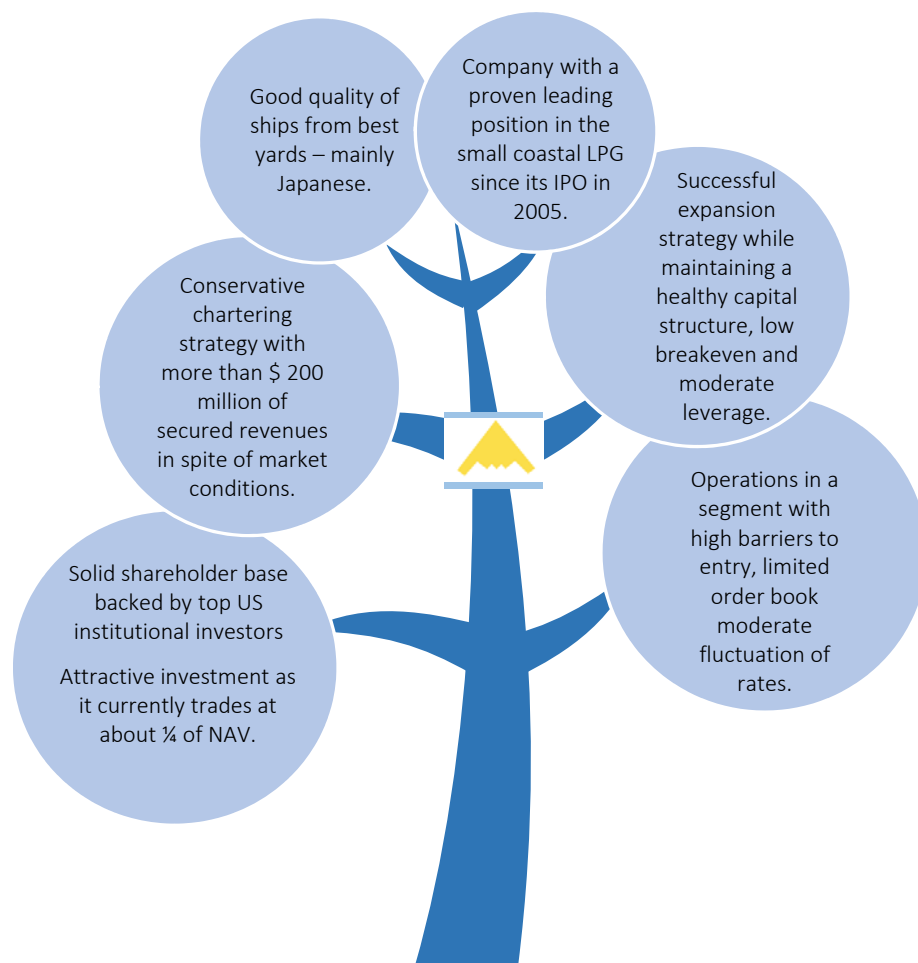 Good quality of
ships from best
yards – mainly
Japanese.
Company with a
proven leading
position in the
small coastal LPG
since its IPO in
2005.
Successful
expansion
strategy while
maintaining a
healthy capital
structure, low
breakeven and
moderate
leverage.
Conservative
chartering
strategy with
more than $ 200
million of
secured revenues
in spite of market
conditions.
Operations in a
segment with
high barriers to
entry, limited
order book
moderate
fluctuation of
rates.
Solid shareholder base
backed by top US
institutional investors
Attractive investment as
it currently trades at
about ¼ of NAV.